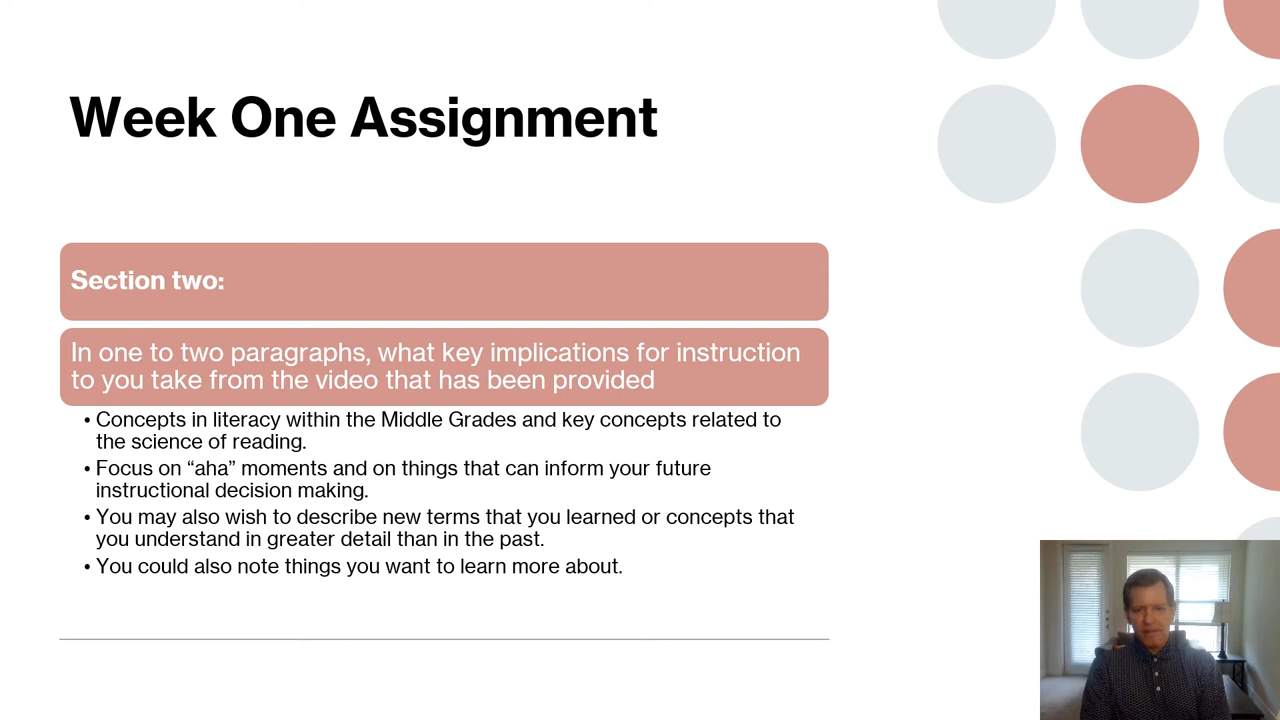 Week One Assignment
Section two:
In one to two paragraphs, what key implications for instruction
to you take from the video that has been provided
• Concepts in literacy within the Middle Grades and key concepts related to
the science of reading.
• Focus on “aha” moments and on things that can inform your future
instructional decision making.
• You may also wish to describe new terms that you learned or concepts that
you understand in greater detail than in the past.
• You could also note things you want to learn more about.